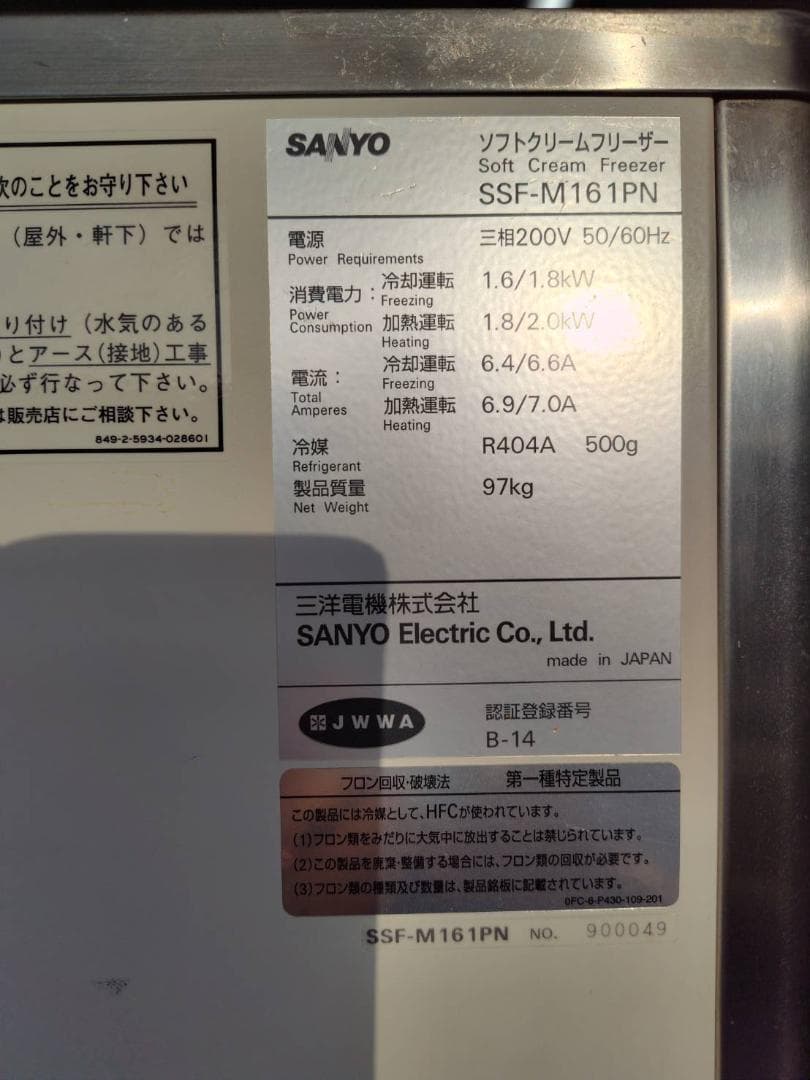 次のことをお守り下さい
(屋外・軒下)では
り付け(水気のある
とアース(接地)工事
必ず行なって下さい。
は販売店にご相談下さい。
849-2-5934-028601
SANYO ソフトクリームフリーザー
Soft Cream Freezer
SSF-M161PN
電源 三相200V 50/60Hz
Power Requirements
消費電力: 冷却運転 1.6/1.8kW
Power Consumption Freezing
加熱運転 1.8/2.0kW
Heating
電流: 冷却運転 6.4/6.6A
Total Amperes Freezing
加熱運転 6.9/7.0A
Heating
冷媒 R404A 500g
Refrigerant
製品質量 97kg
Net Weight
三洋電機株式会社
SANYO Electric Co., Ltd.
made in JAPAN
JWWA 認証登録番号
B-14
フロン回収・破壊法 第一種特定製品
この製品には冷媒として、HFCが使われています。
(1)フロン類をみだりに大気中に放出することは禁じられています。
(2)この製品を廃棄・整備する場合には、フロン類の回収が必要です。
(3)フロン類の種類及び数量は、製品銘板に記載されています。
0FC-6-P430-109-201
SSF-M161PN NO. 900049